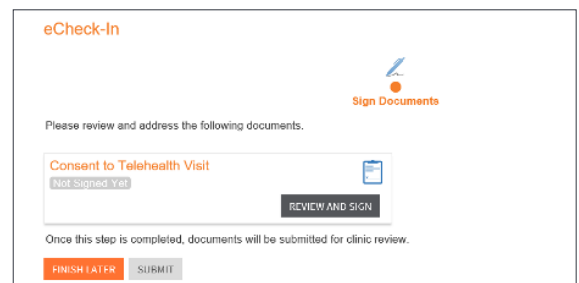 eCheck-In
Sign Documents
Please review and address the following documents.
Consent to Telehealth Visit
Not Signed Yet
REVIEW AND SIGN
Once this step is completed, documents will be submitted for clinic review.
FINISH LATER SUBMIT